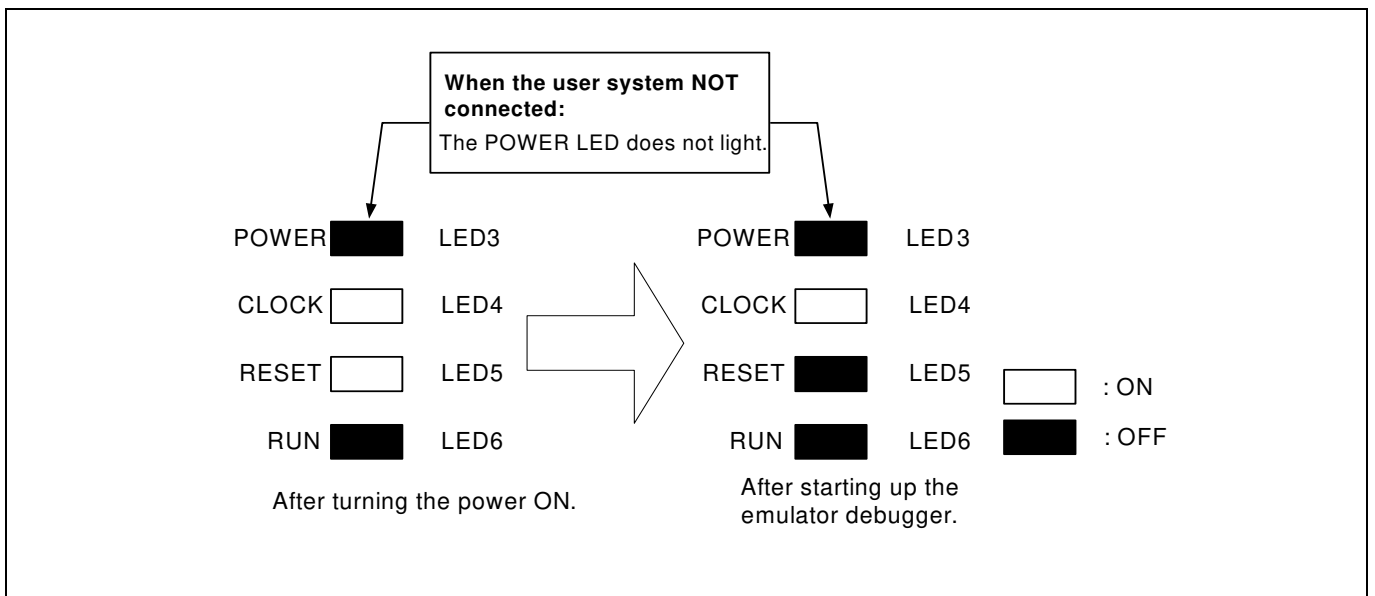 When the user system NOT
connected:
The POWER LED does not light.
POWER LED3
CLOCK LED4
RESET LED5
RUN LED6
After turning the power ON.
POWER LED3
CLOCK LED4
RESET LED5
RUN LED6
After starting up the
emulator debugger.
: ON
: OFF